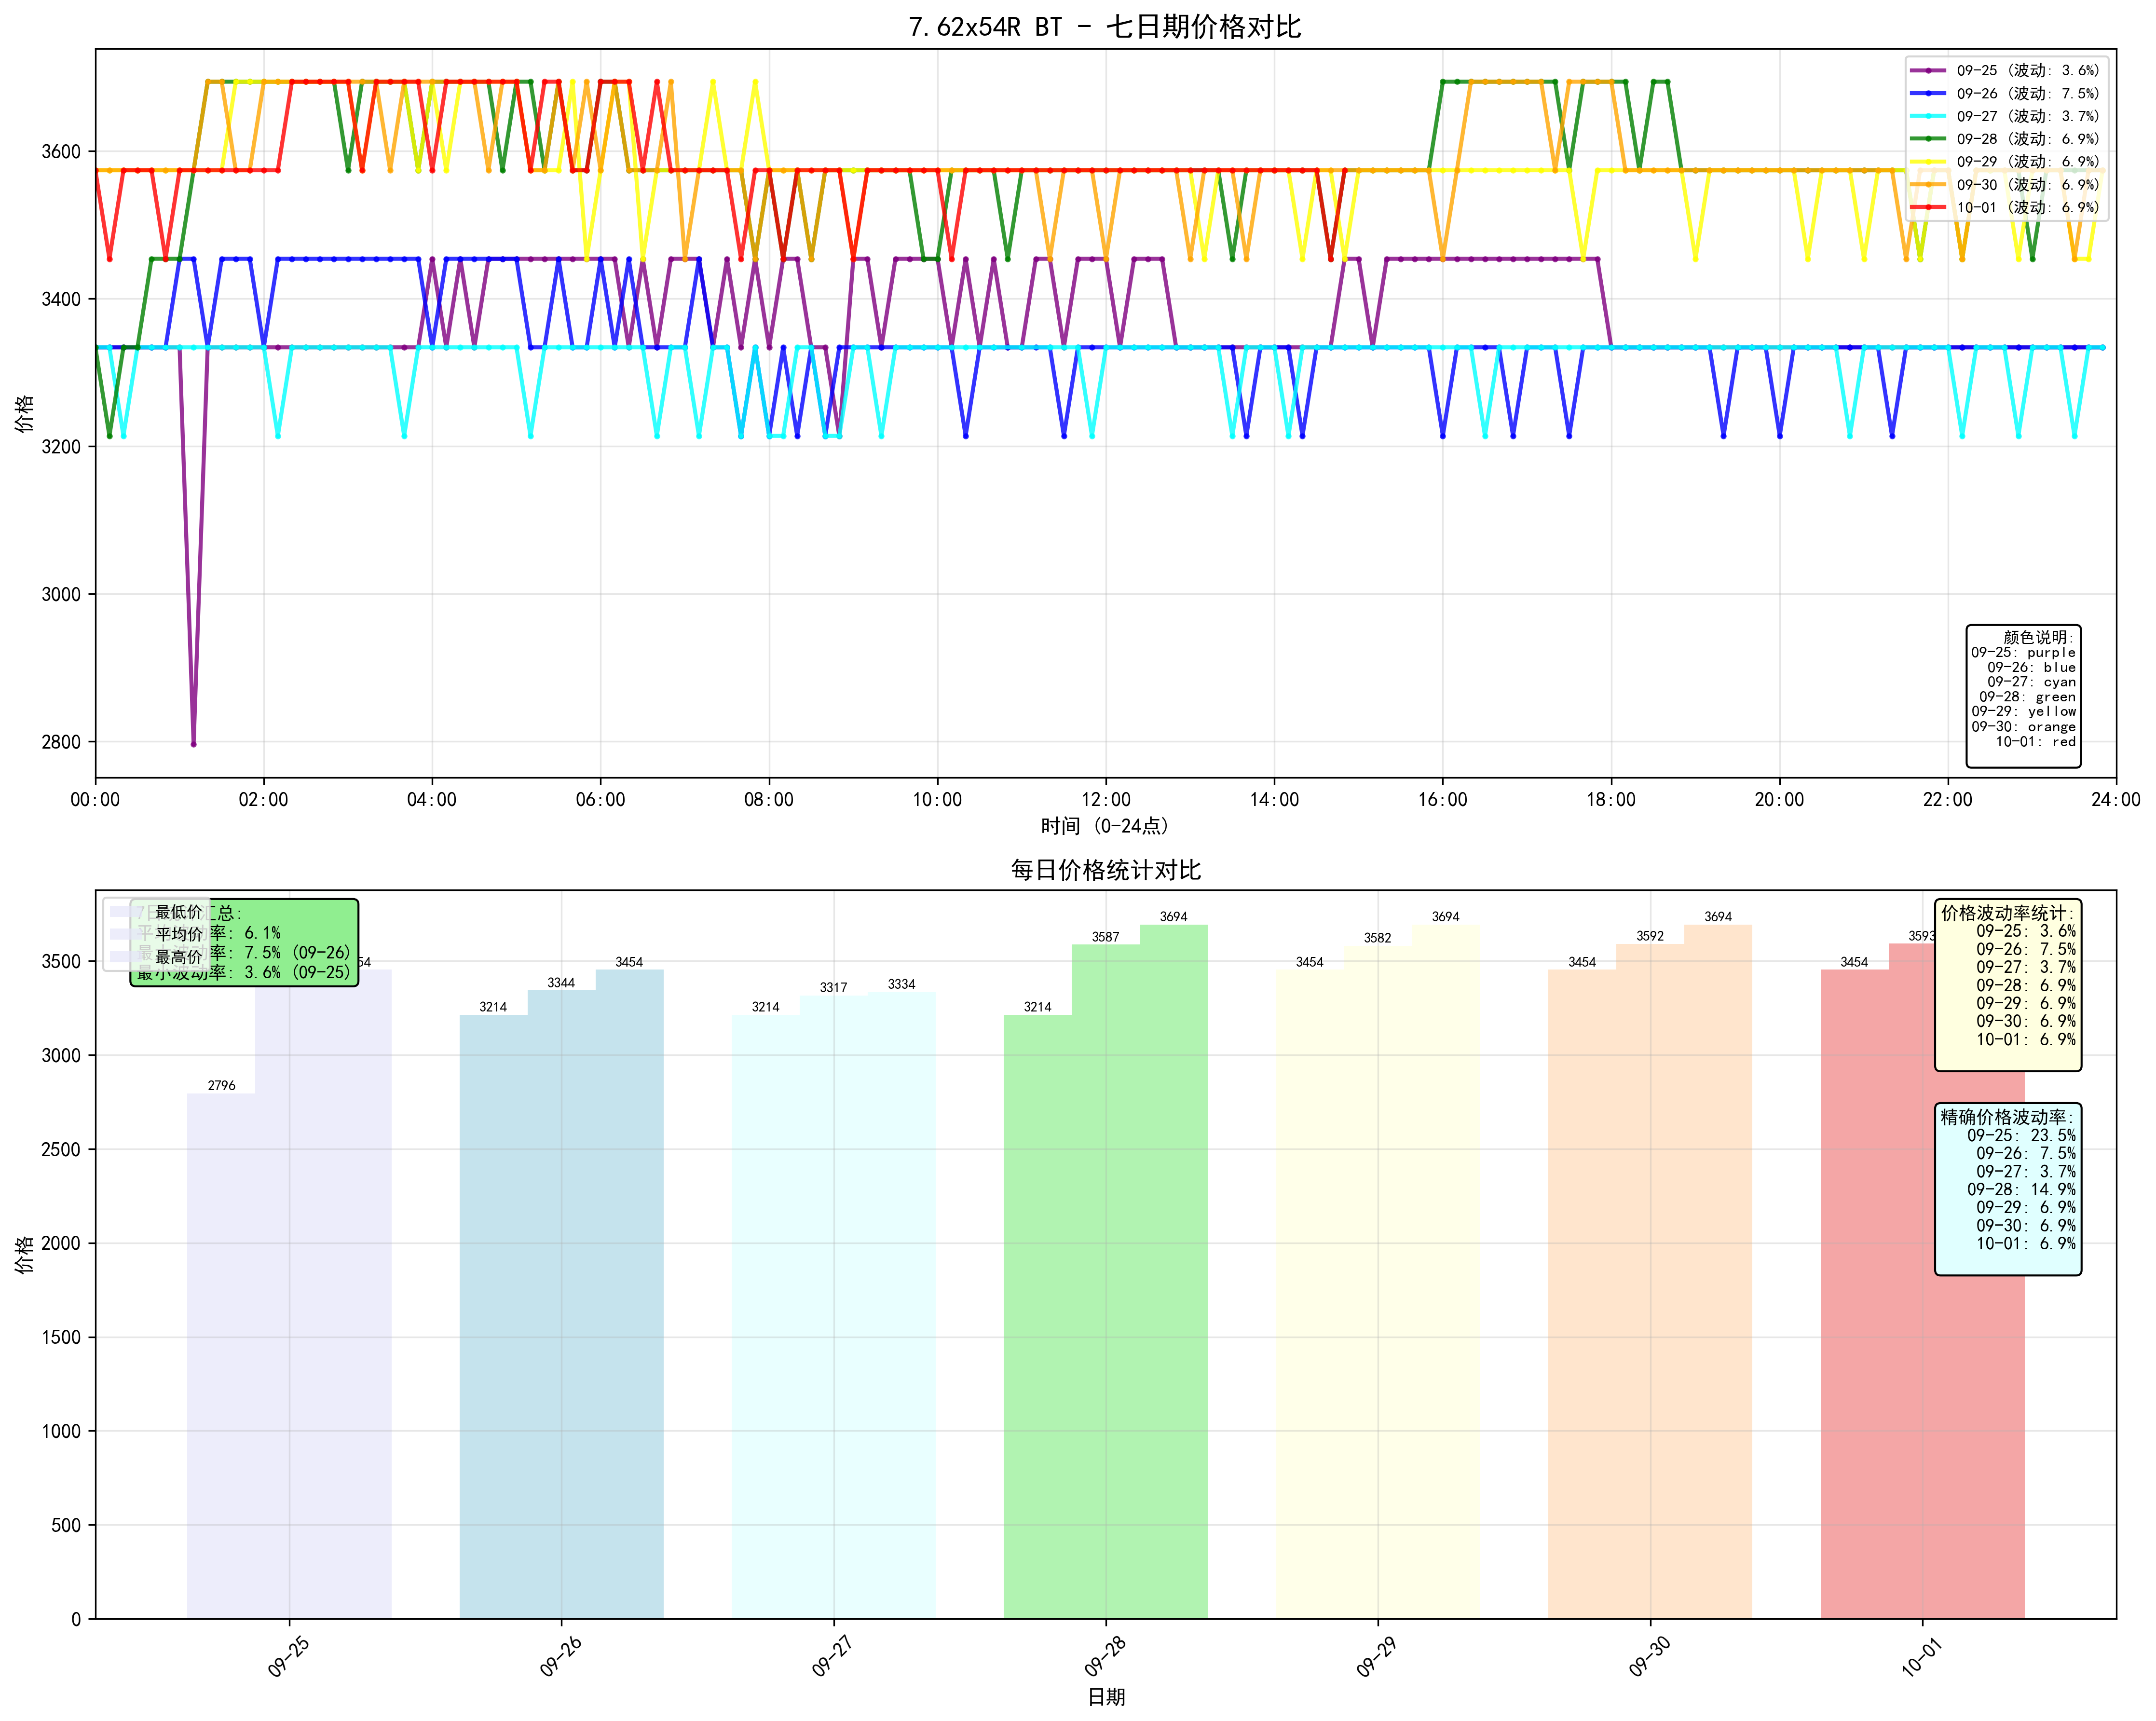 7.62x54R BT - 七日期价格对比
价格
3600
3400
3200
3000
2800
09-25 (波动: 3.6%)
09-26 (波动: 7.5%)
09-27 (波动: 3.7%)
09-28 (波动: 6.9%)
09-29 (波动: 6.9%)
09-30 (波动: 6.9%)
10-01 (波动: 6.9%)
颜色说明:
09-25: purple
09-26: blue
09-27: cyan
09-28: green
09-29: yellow
09-30: orange
10-01: red
00:00 02:00 04:00 06:00 08:00 10:00 12:00 14:00 16:00 18:00 20:00 22:00 24:00
时间 (0-24点)
每日价格统计对比
价格
3500
3000
2500
2000
1500
1000
500
0
最低价
平均价
最高价
汇总:
率: 6.1%
率: 7.5% (09-26)
最小波动率: 3.6% (09-25)
2796
3214 3344 3454
3214 3317 3334
3214 3587 3694
3454 3582 3694
3454 3592 3694
3454 3593
价格波动率统计:
09-25: 3.6%
09-26: 7.5%
09-27: 3.7%
09-28: 6.9%
09-29: 6.9%
09-30: 6.9%
10-01: 6.9%
精确价格波动率:
09-25: 23.5%
09-26: 7.5%
09-27: 3.7%
09-28: 14.9%
09-29: 6.9%
09-30: 6.9%
10-01: 6.9%
09-25 09-26 09-27 09-28 09-29 09-30 10-01
日期